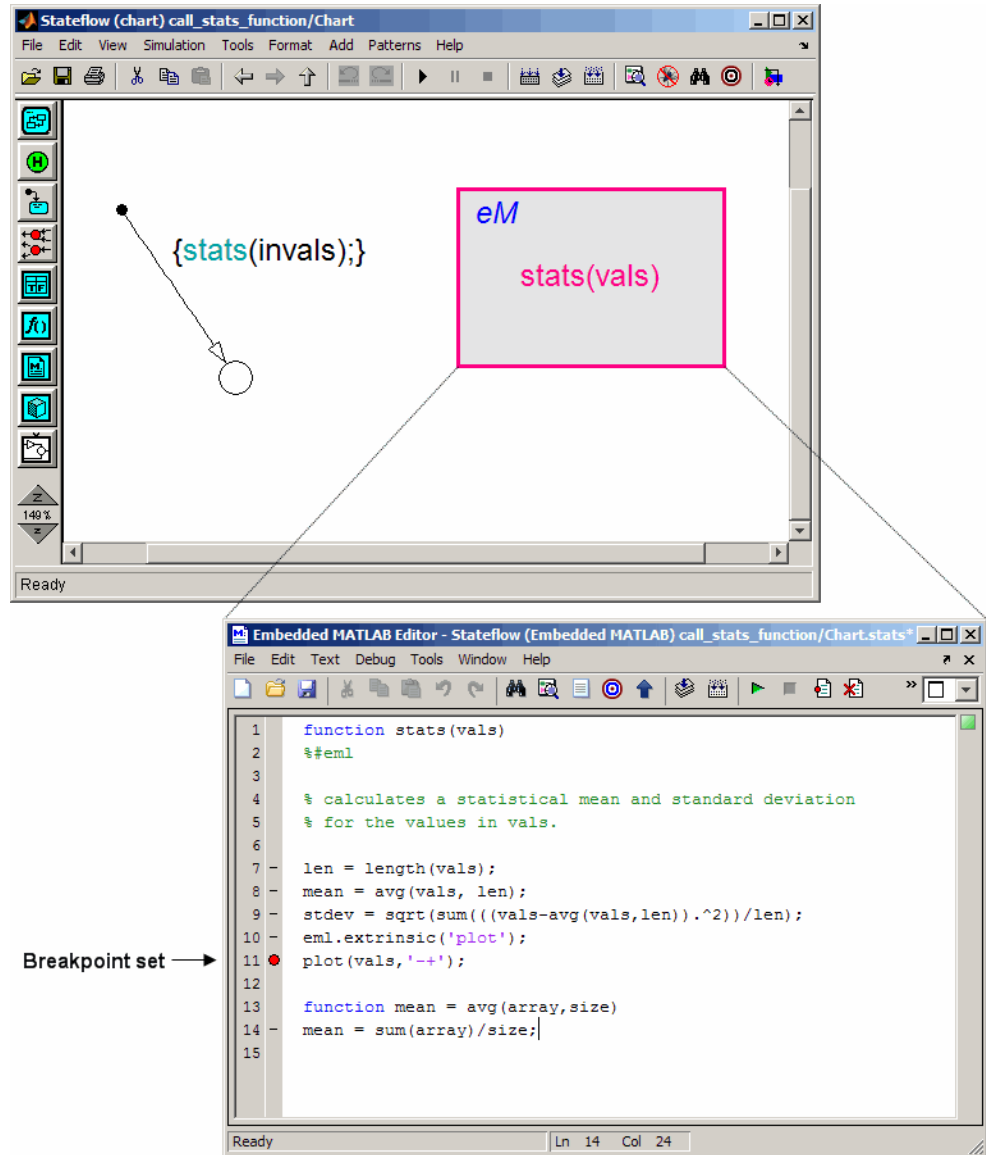 Stateflow (chart) call_stats_function/Chart
File Edit View Simulation Tools Format Add Patterns Help
{stats(invals);}
eM
stats(vals)
149%
Ready
Embedded MATLAB Editor - Stateflow (Embedded MATLAB) call_stats_function/Chart.stats*
File Edit Text Debug Tools Window Help
1 function stats(vals)
2 %#eml
3
4 % calculates a statistical mean and standard deviation
5 % for the values in vals.
6
7 - len = length(vals);
8 - mean = avg(vals, len);
9 - stdev = sqrt(sum(((vals-avg(vals,len)).^2))/len);
10 - eml.extrinsic('plot');
Breakpoint set
11 plot(vals,'-+');
12
13 function mean = avg(array,size)
14 - mean = sum(array)/size;
15
Ready Ln 14 Col 24